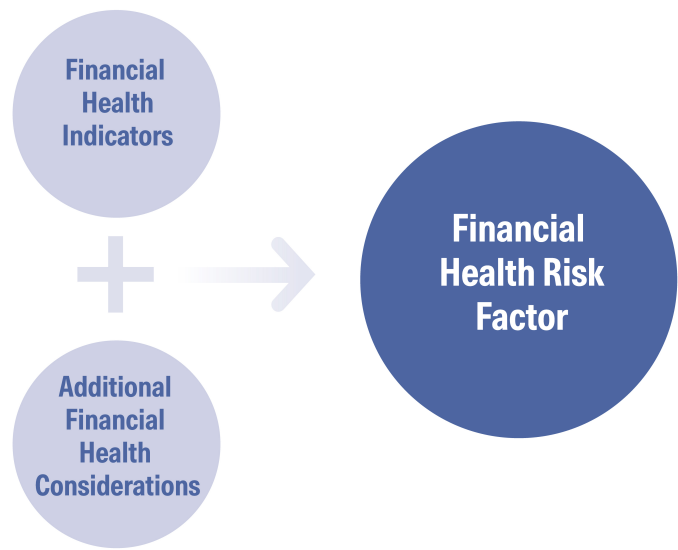 Financial
Health
Indicators
Additional
Financial
Health
Considerations
Financial
Health Risk
Factor